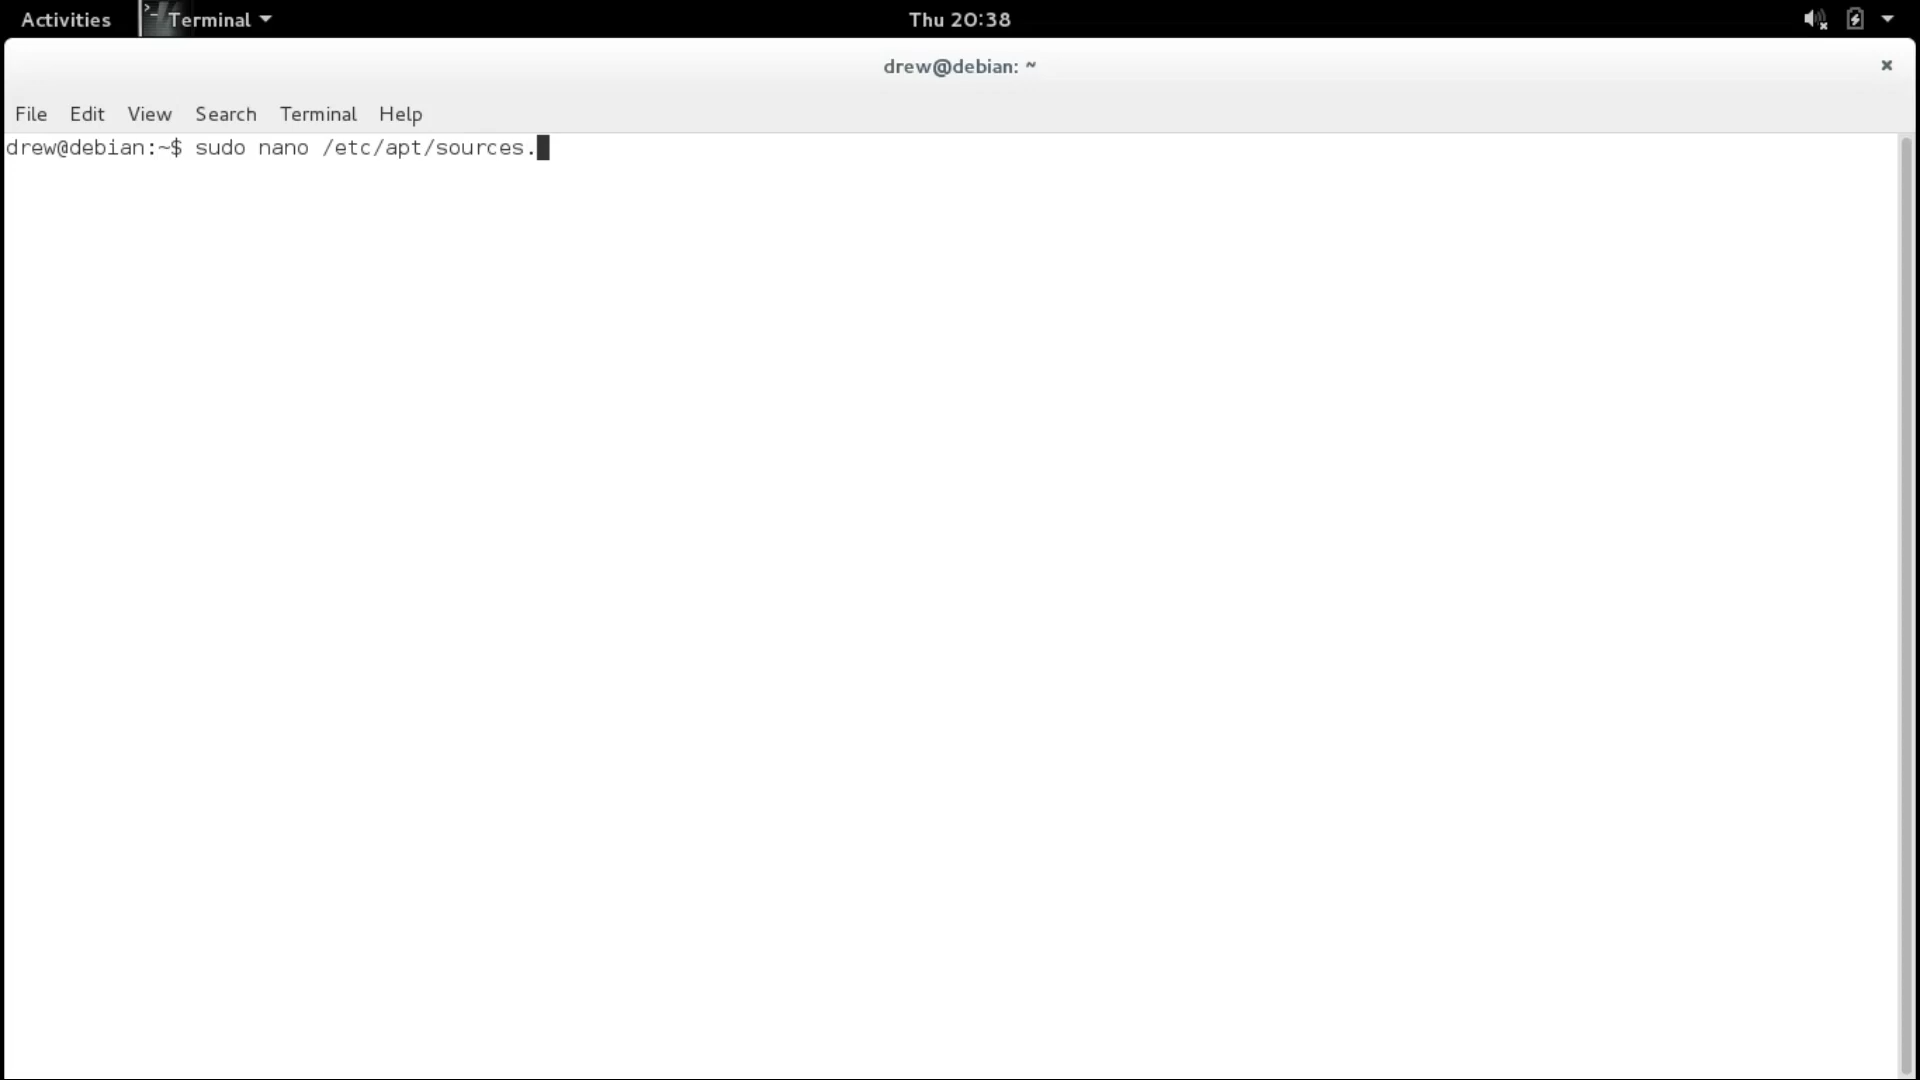 Activities Terminal Thu 20:38
drew@debian: ~
File Edit View Search Terminal Help
drew@debian:~$ sudo nano /etc/apt/sources.